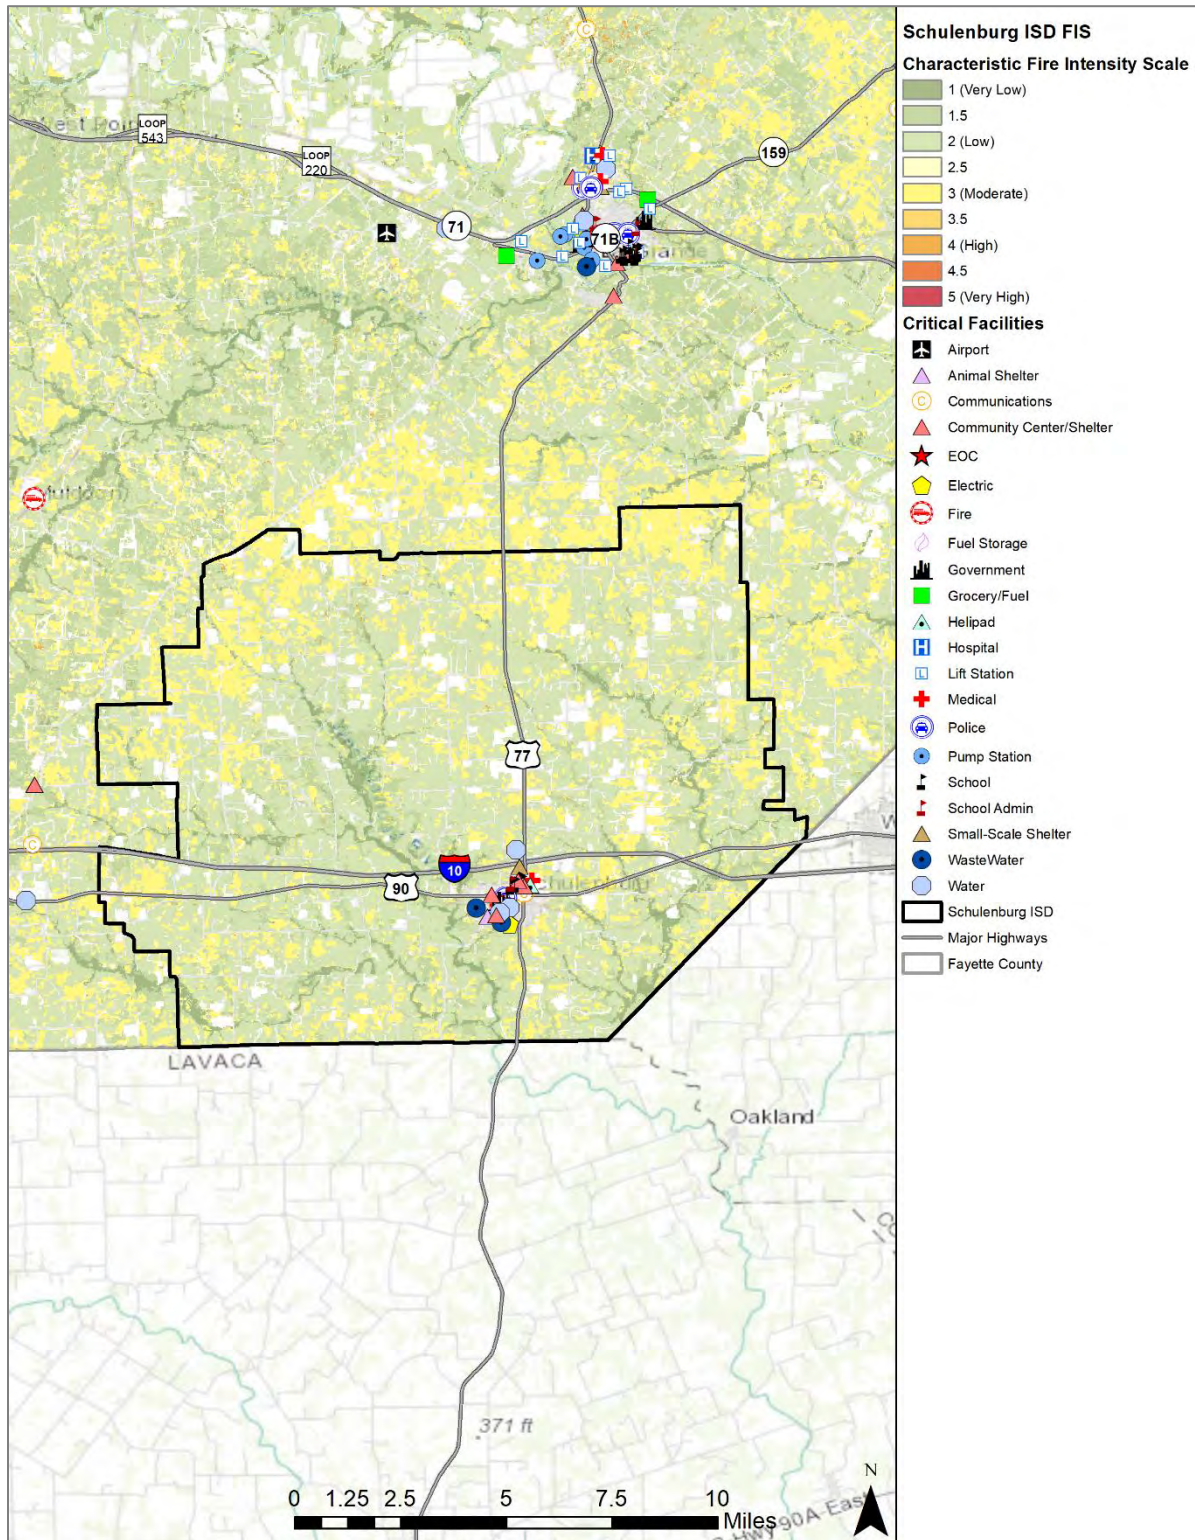 Schulenburg ISD FIS
Characteristic Fire Intensity Scale
1 (Very Low)
1.5
2 (Low)
2.5
3 (Moderate)
3.5
4 (High)
4.5
5 (Very High)
Critical Facilities
Airport
Animal Shelter
C
Communications
Community Center/Shelter
EOC
Electric
Fire
Fuel Storage
Government
Grocery/Fuel
Helipad
H
Hospital
L
Lift Station
Medical
Police
Pump Station
School
School Admin
Small-Scale Shelter
WasteWater
Water
Schulenburg ISD
Major Highways
Fayette County
LOOP
543
LOOP
220
159
71
71B
77
10
90
LAVACA
Oakland
371 ft
N
0 1.25 2.5 5 7.5 10
Miles
Hwy 90A-East